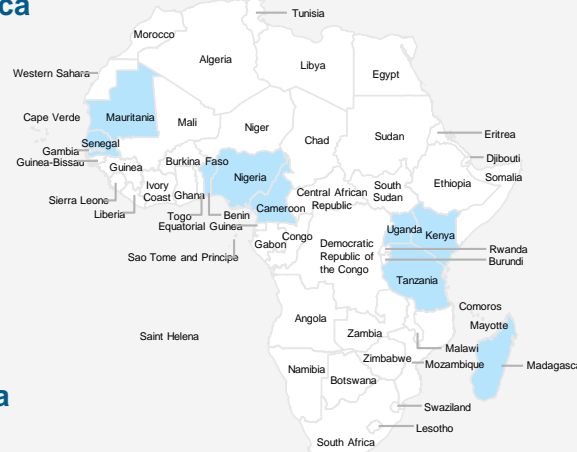 ca
Tunisia
Morocco
Algeria
Libya
Egypt
Western Sahara
Cape Verde
Mauritania
Mali
Niger
Chad
Sudan
Eritrea
Senegal
Gambia
Guinea-Bissau
Djibouti
Guinea
Burkina Faso
Nigeria
Ethiopia
Somalia
Sierra Leone
Ivory
Coast
Ghana
Central African
Republic
South
Sudan
Liberia
Togo
Benin
Cameroon
Equatorial Guinea
Uganda
Kenya
Gabon
Congo
Democratic
Republic of
the Congo
Rwanda
Burundi
Sao Tome and Principe
Tanzania
Comoros
Angola
Mayotte
Saint Helena
Zambia
Malawi
Zimbabwe
Mozambique
Madagasc
Namibia
Botswana
a
Swaziland
Lesotho
South Africa